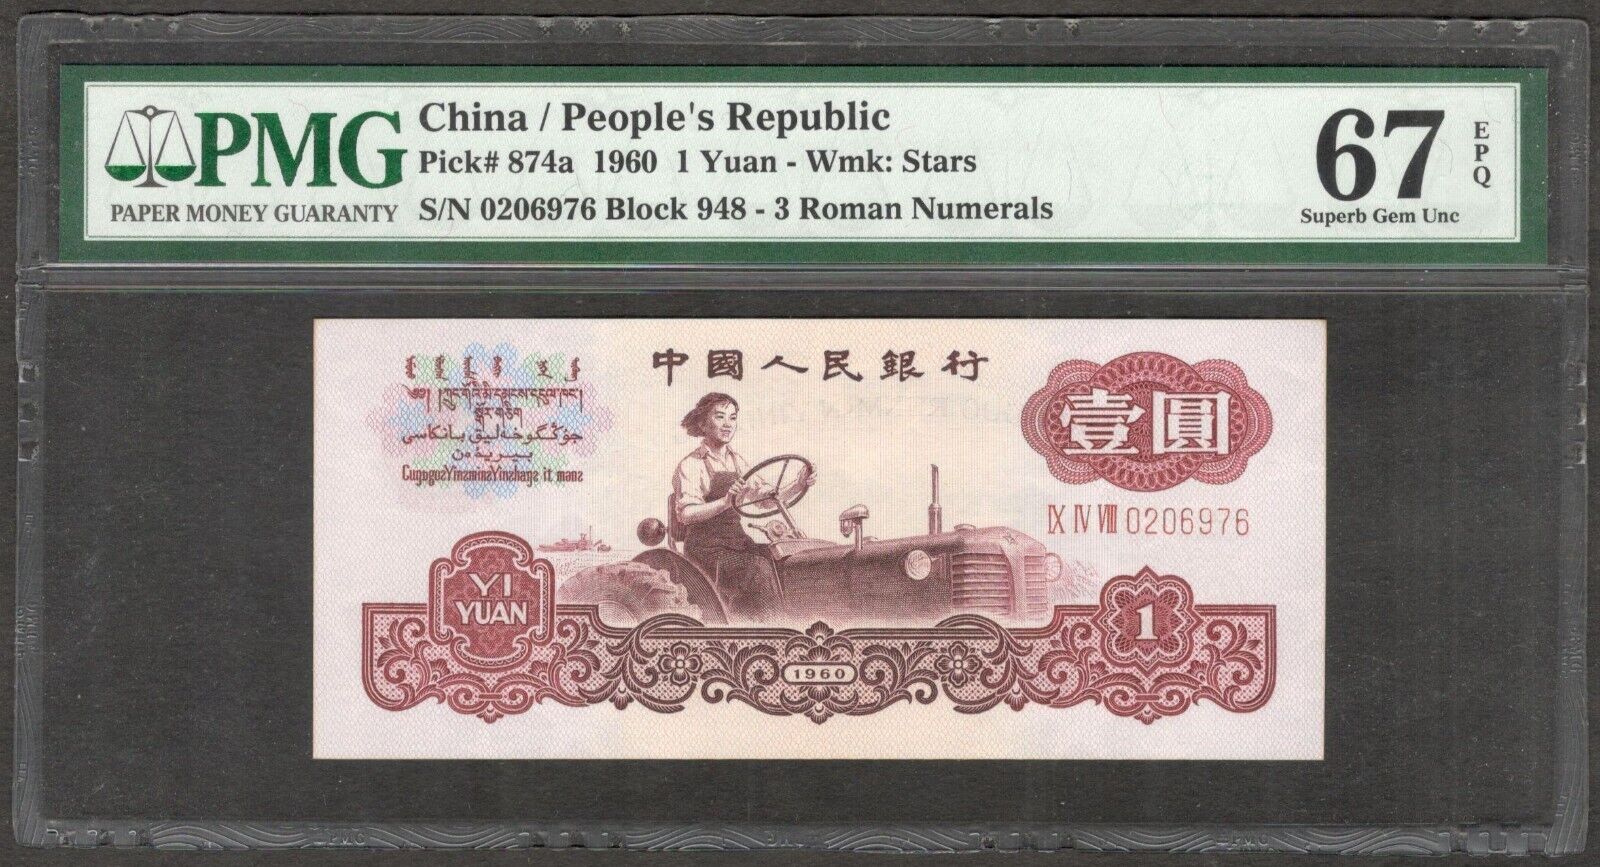 PMG
PAPER MONEY GUARANTY
China / People's Republic
Pick# 874a 1960 1 Yuan - Wmk: Stars
S/N 0206976 Block 948 - 3 Roman Numerals
67
EPQ
Superb Gem Unc
中國人民銀行
壹圓
IX IV VIII 0206976
YI
YUAN
1960
1
PMG